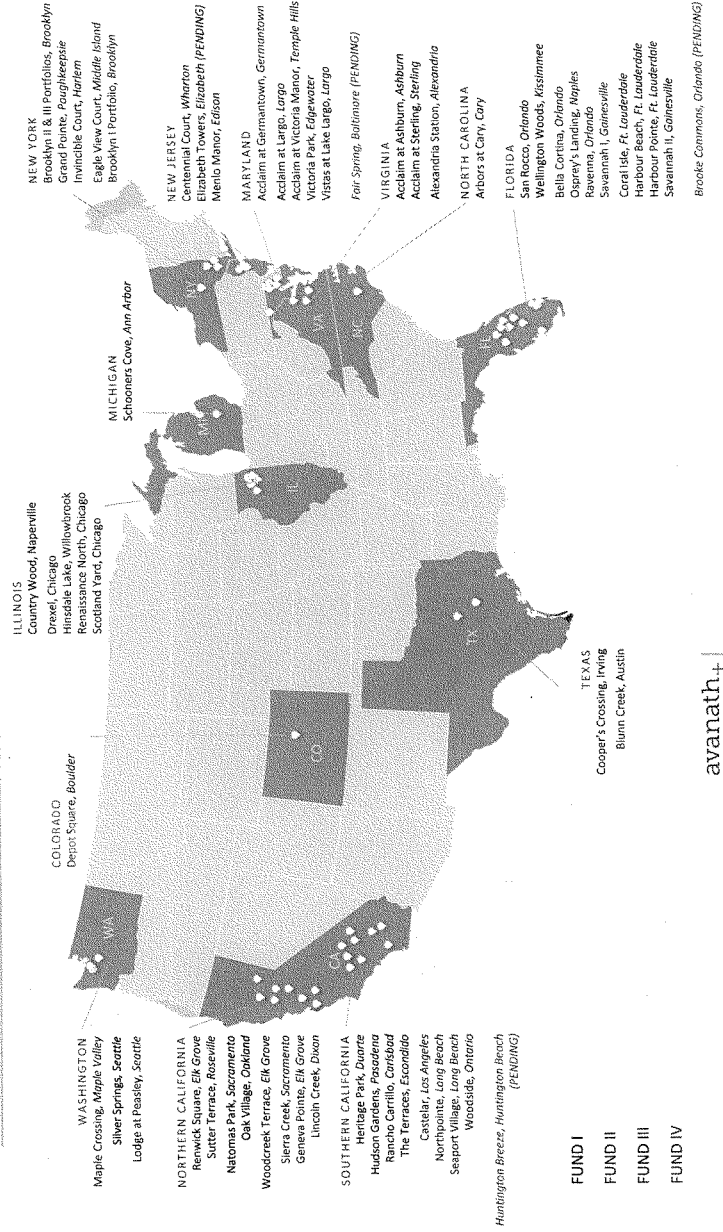 WASHINGTON
Maple Crossing, Maple Valley
Silver Springs, Seattle
Lodge at Peasley, Seattle
NORTHERN CALIFORNIA
Renwick Square, Elk Grove
Sutter Terrace, Roseville
Natomas Park, Sacramento
Oak Village, Oakland
Woodcreek Terrace, Elk Grove
Sierra Creek, Sacramento
Geneva Pointe, Elk Grove
Lincoln Creek, Dixon
SOUTHERN CALIFORNIA
Heritage Park, Duarte
Hudson Gardens, Pasadena
Rancho Carrillo, Carlsbad
The Terraces, Escondido
Castelar, Los Angeles
Northpointe, Long Beach
Seaport Village, Long Beach
Woodside, Ontario
Huntington Breeze, Huntington Beach
(PENDING)
FUND I
FUND II
FUND III
FUND IV
COLORADO
Depot Square, Boulder
ILLINOIS
Country Wood, Naperville
Drexel, Chicago
Hinsdale Lake, Willowbrook
Renaissance North, Chicago
Scotland Yard, Chicago
MICHIGAN
Schooners Cove, Ann Arbor
WA
CA
CO
TX
IL
MI
NY
VA
NC
FL
TEXAS
Cooper's Crossing, Irving
Blunn Creek, Austin
NEW YORK
Brooklyn II & III Portfolios, Brooklyn
Grand Pointe, Poughkeepsie
Invincible Court, Harlem
Eagle View Court, Middle Island
Brooklyn I Portfolio, Brooklyn
NEW JERSEY
Centennial Court, Wharton
Elizabeth Towers, Elizabeth (PENDING)
Menlo Manor, Edison
MARYLAND
Acclaim at Germantown, Germantown
Acclaim at Largo, Largo
Acclaim at Victoria Manor, Temple Hills
Victoria Park, Edgewater
Vistas at Lake Largo, Largo
Fair Spring, Baltimore (PENDING)
VIRGINIA
Acclaim at Ashburn, Ashburn
Acclaim at Sterling, Sterling
Alexandria Station, Alexandria
NORTH CAROLINA
Arbors at Cary, Cary
FLORIDA
San Rocco, Orlando
Wellington Woods, Kissimmee
Bella Cortina, Orlando
Osprey's Landing, Naples
Ravenna, Orlando
Savannah I, Gainesville
Coral Isle, Ft. Lauderdale
Harbour Beach, Ft. Lauderdale
Harbour Pointe, Ft. Lauderdale
Savannah II, Gainesville
Brooke Commons, Orlando (PENDING)
avanath+